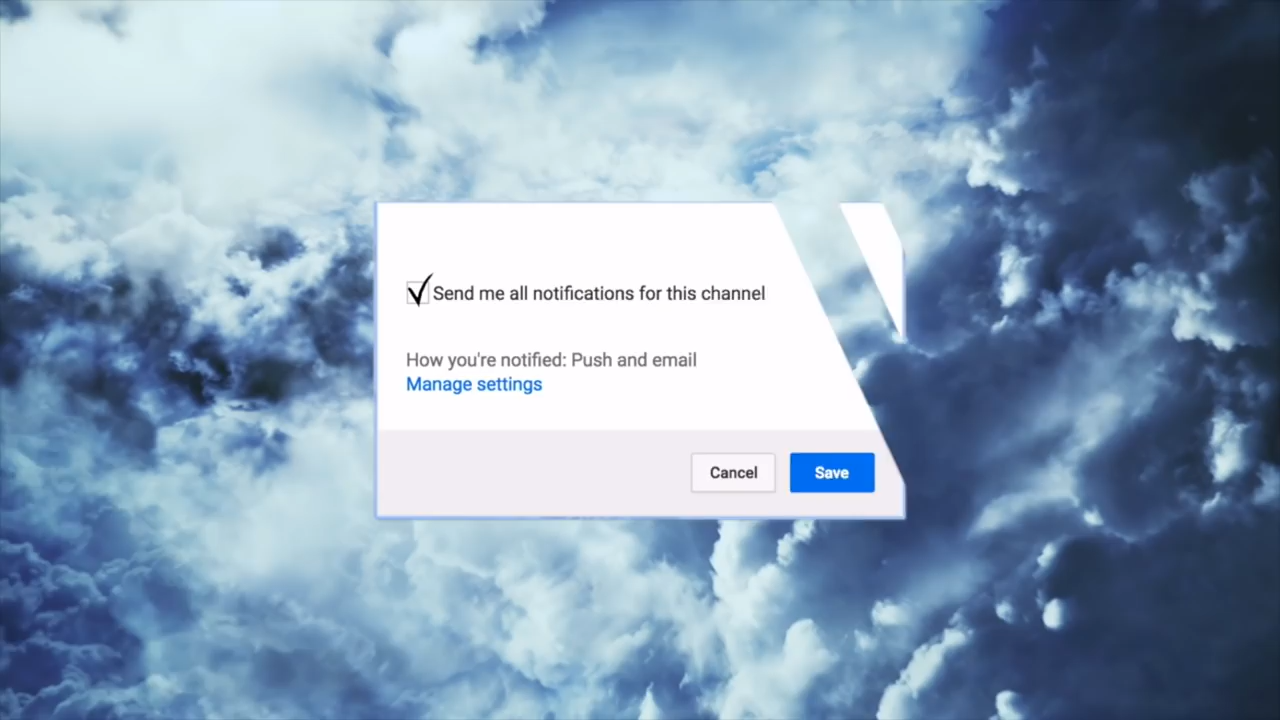 Send me all notifications for this channel
How you're notified: Push and email
Manage settings
Cancel
Save